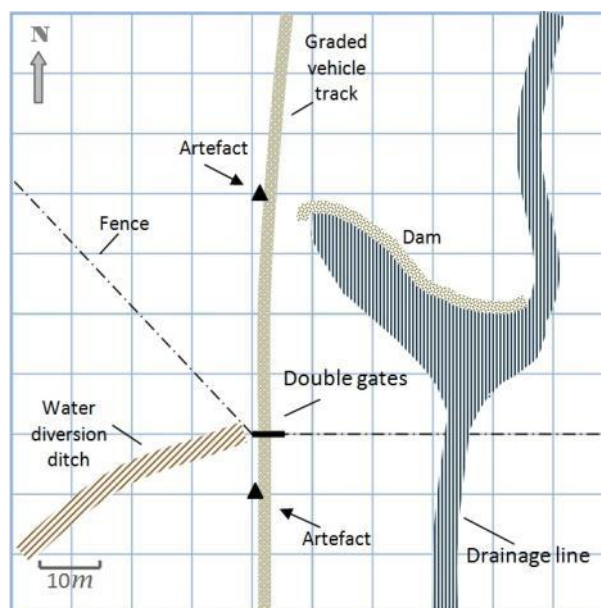 N
Graded
vehicle
track
Artefact
Fence
Dam
Double gates
Water
diversion
ditch
Artefact
Drainage line
10m